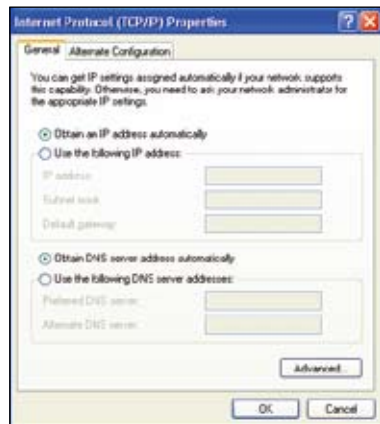 Internet Protocol (TCP/IP) Properties
General
Alternate Configuration
You can get IP settings assigned automatically if your network supports
this capability. Otherwise, you need to ask your network administrator for
the appropriate IP settings.
Obtain an IP address automatically
Use the following IP address:
IP address:
Subnet mask:
Default gateway:
Obtain DNS server address automatically
Use the following DNS server addresses:
Preferred DNS server:
Alternate DNS server:
Advanced...
OK
Cancel